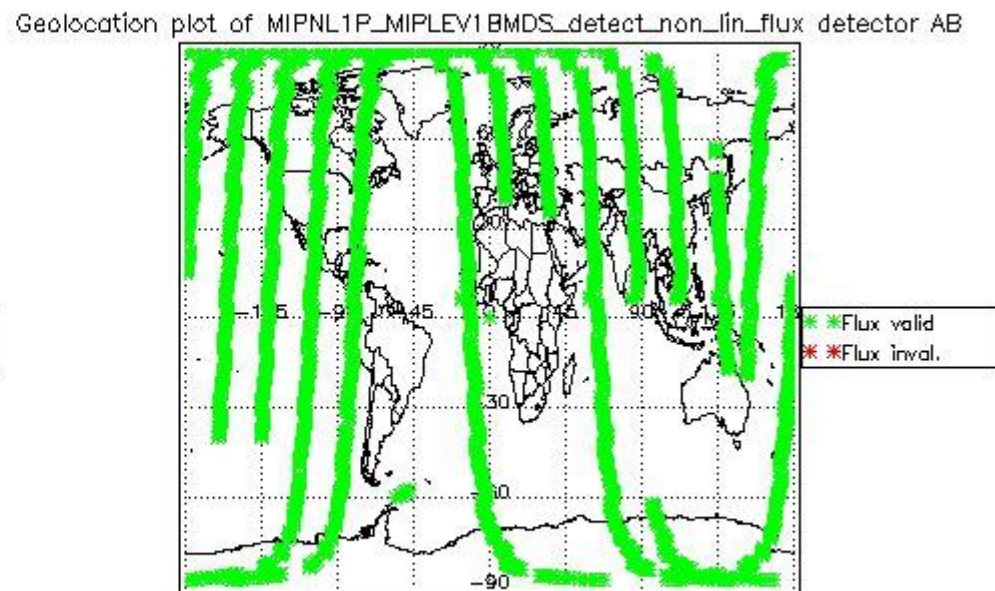 Geolocation plot of MIPNL1P_MIPLEV1BMDS_detect_non_lin_flux detector AB
-45
45
90
Flux valid
Flux inval.
-30
-60
-90